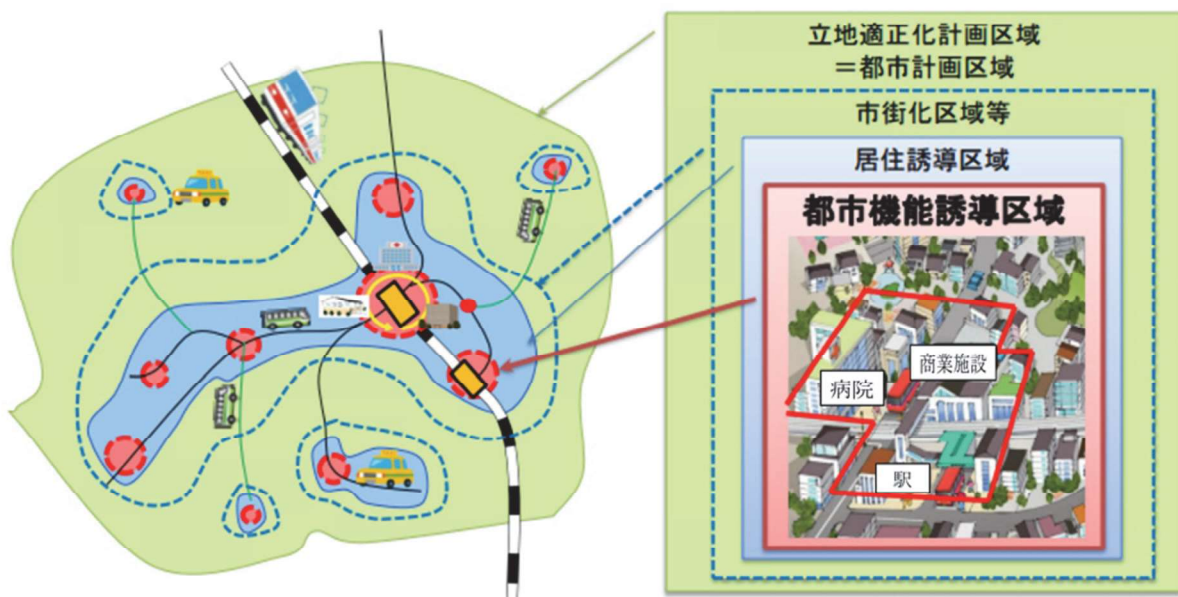 立地適正化計画区域
＝都市計画区域
市街化区域等
居住誘導区域
都市機能誘導区域
商業施設
病院
駅